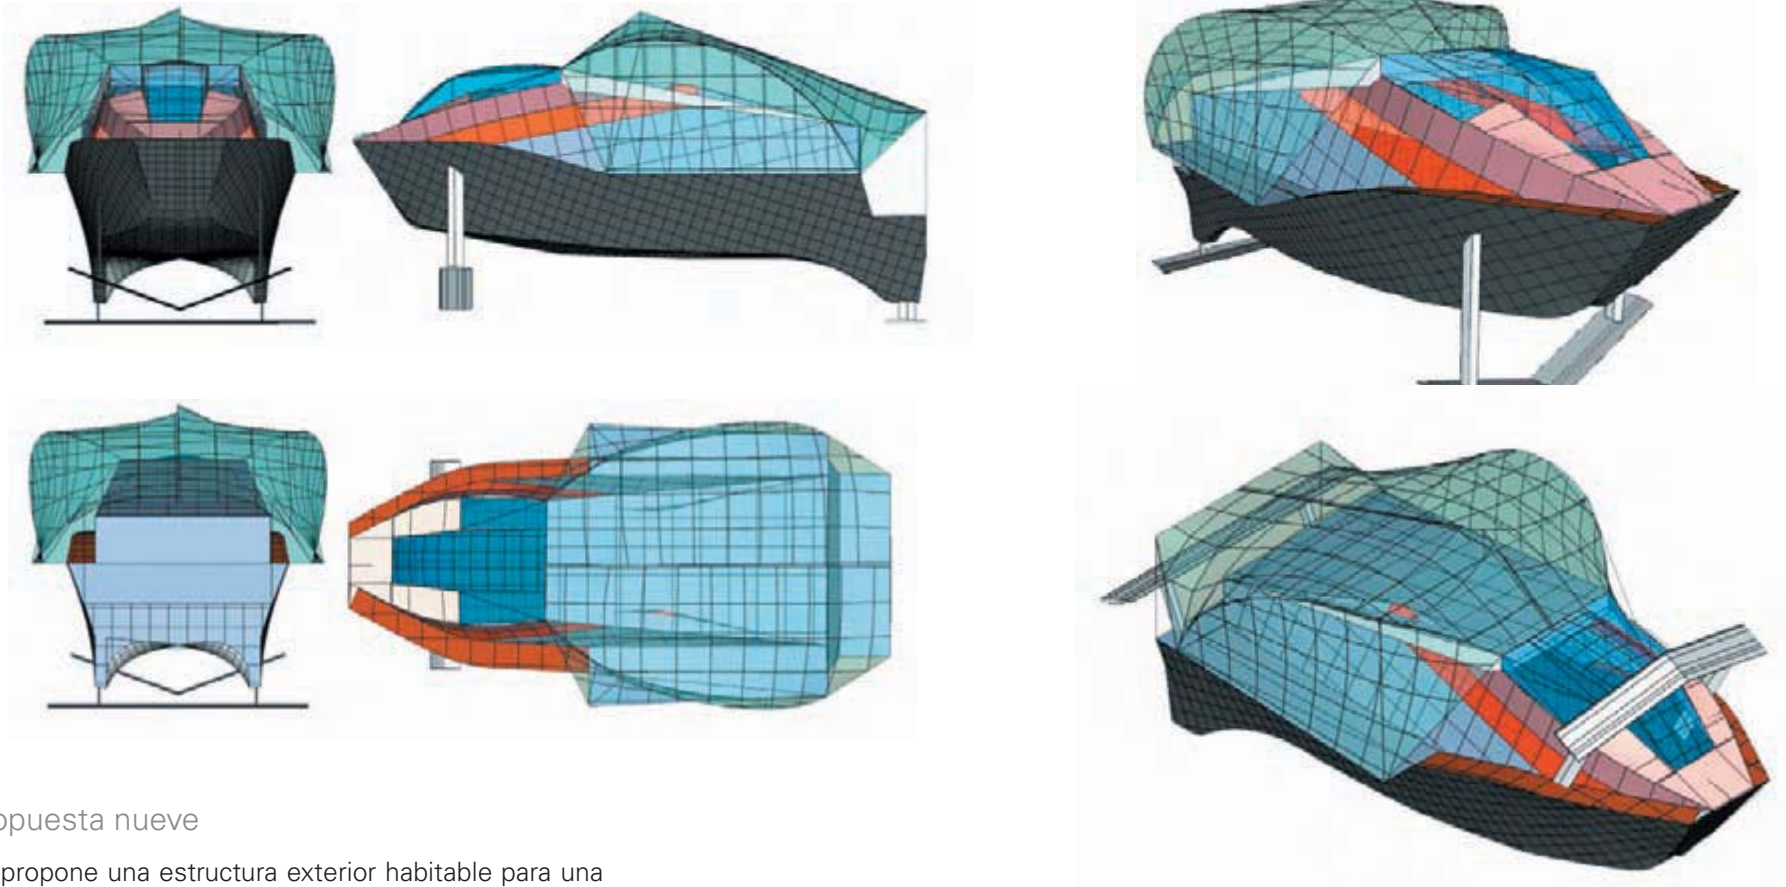 opuesta nueve
propone una estructura exterior habitable para una